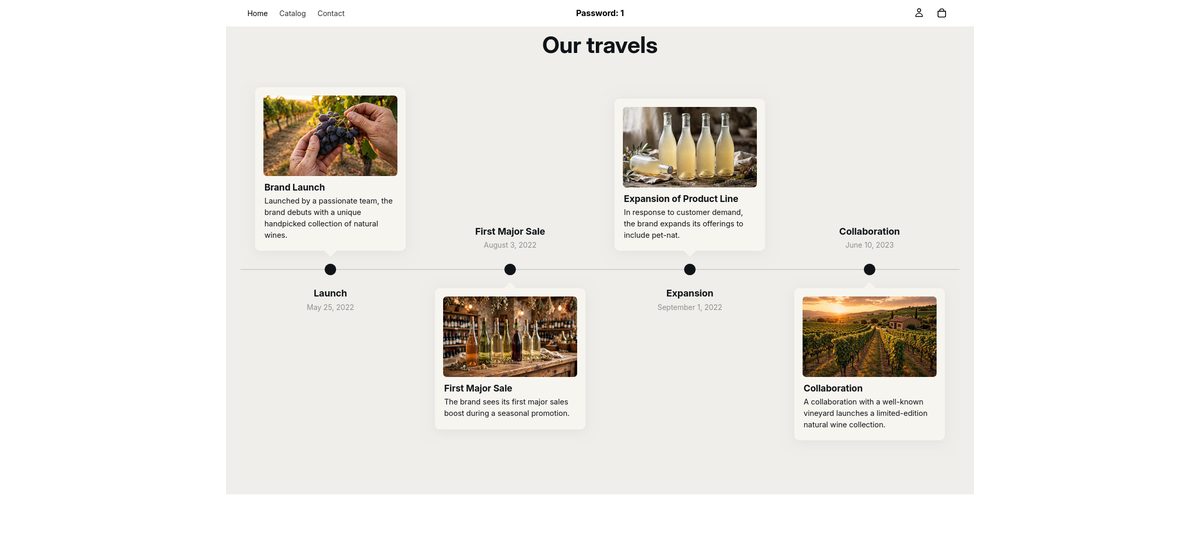 Home Catalog Contact
Password: 1
Our travels
Brand Launch
Launched by a passionate team, the
brand debuts with a unique
handpicked collection of natural
wines.
Launch
May 25, 2022
First Major Sale
August 3, 2022
First Major Sale
The brand sees its first major sales
boost during a seasonal promotion.
Expansion of Product Line
In response to customer demand,
the brand expands its offerings to
include pet-nat.
Expansion
September 1, 2022
Collaboration
June 10, 2023
Collaboration
A collaboration with a well-known
vineyard launches a limited-edition
natural wine collection.